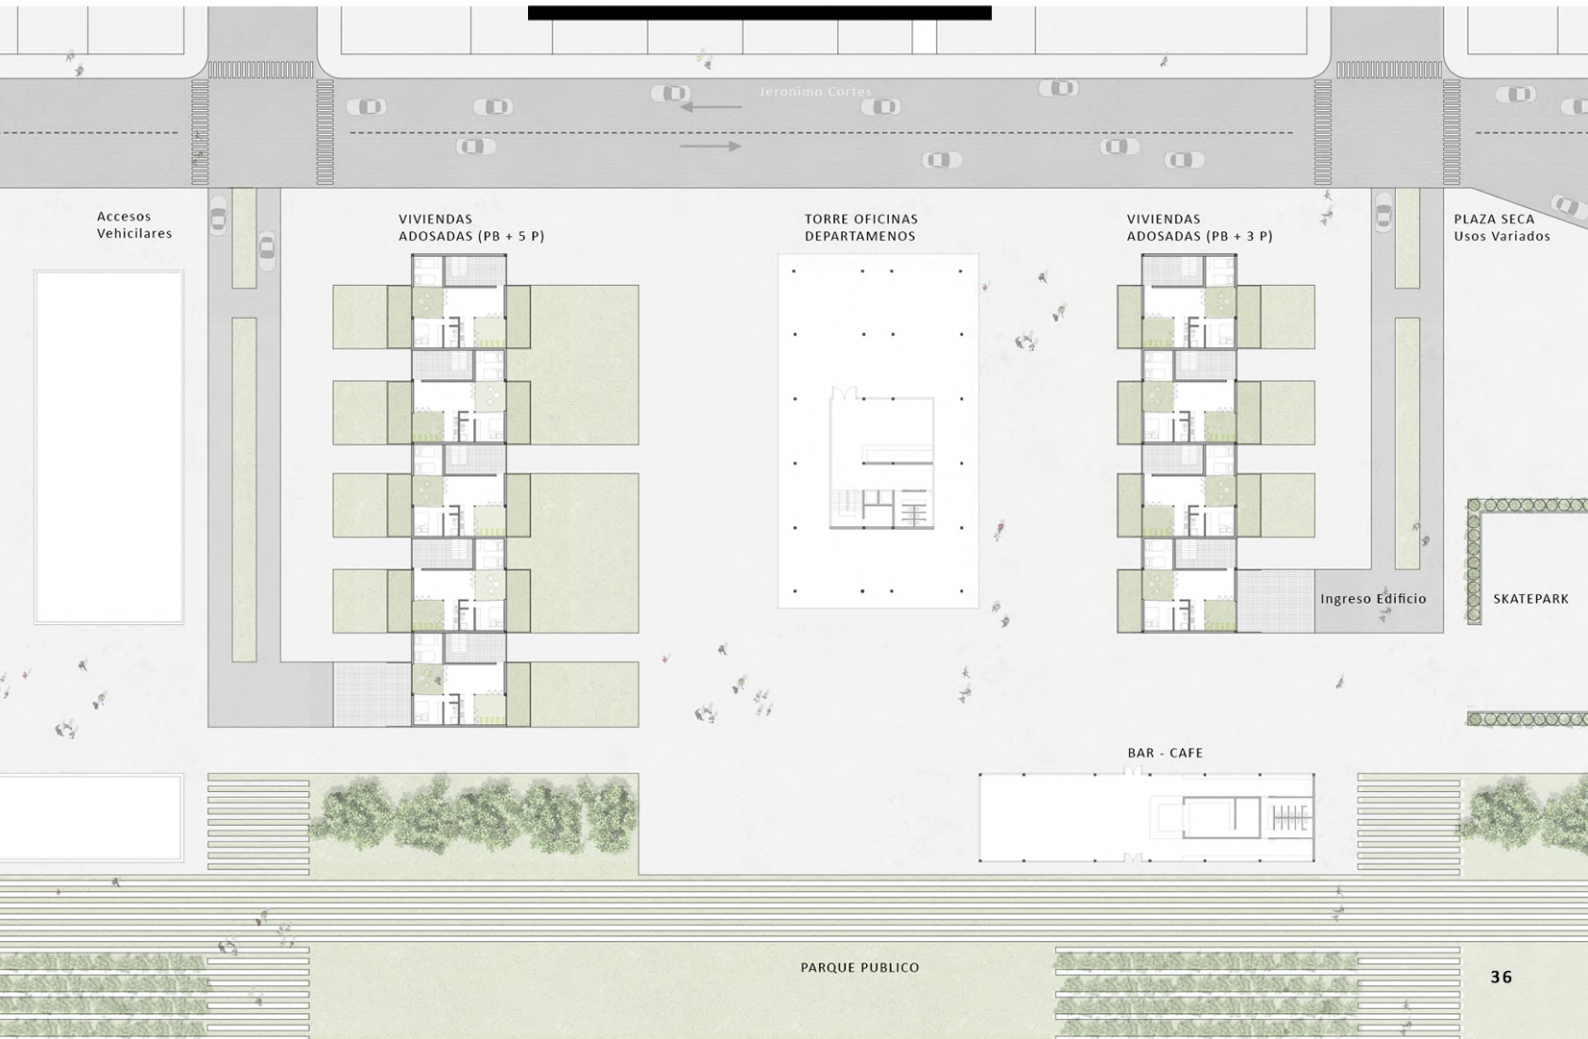 Jeronimo Cortes
Accesos
Vehicilares
VIVIENDAS
ADOSADAS (PB + 5 P)
TORRE OFICINAS
DEPARTAMENOS
VIVIENDAS
ADOSADAS (PB + 3 P)
PLAZA SECA
Usos Variados
Ingreso Edificio
SKATEPARK
BAR - CAFE
PARQUE PUBLICO
36